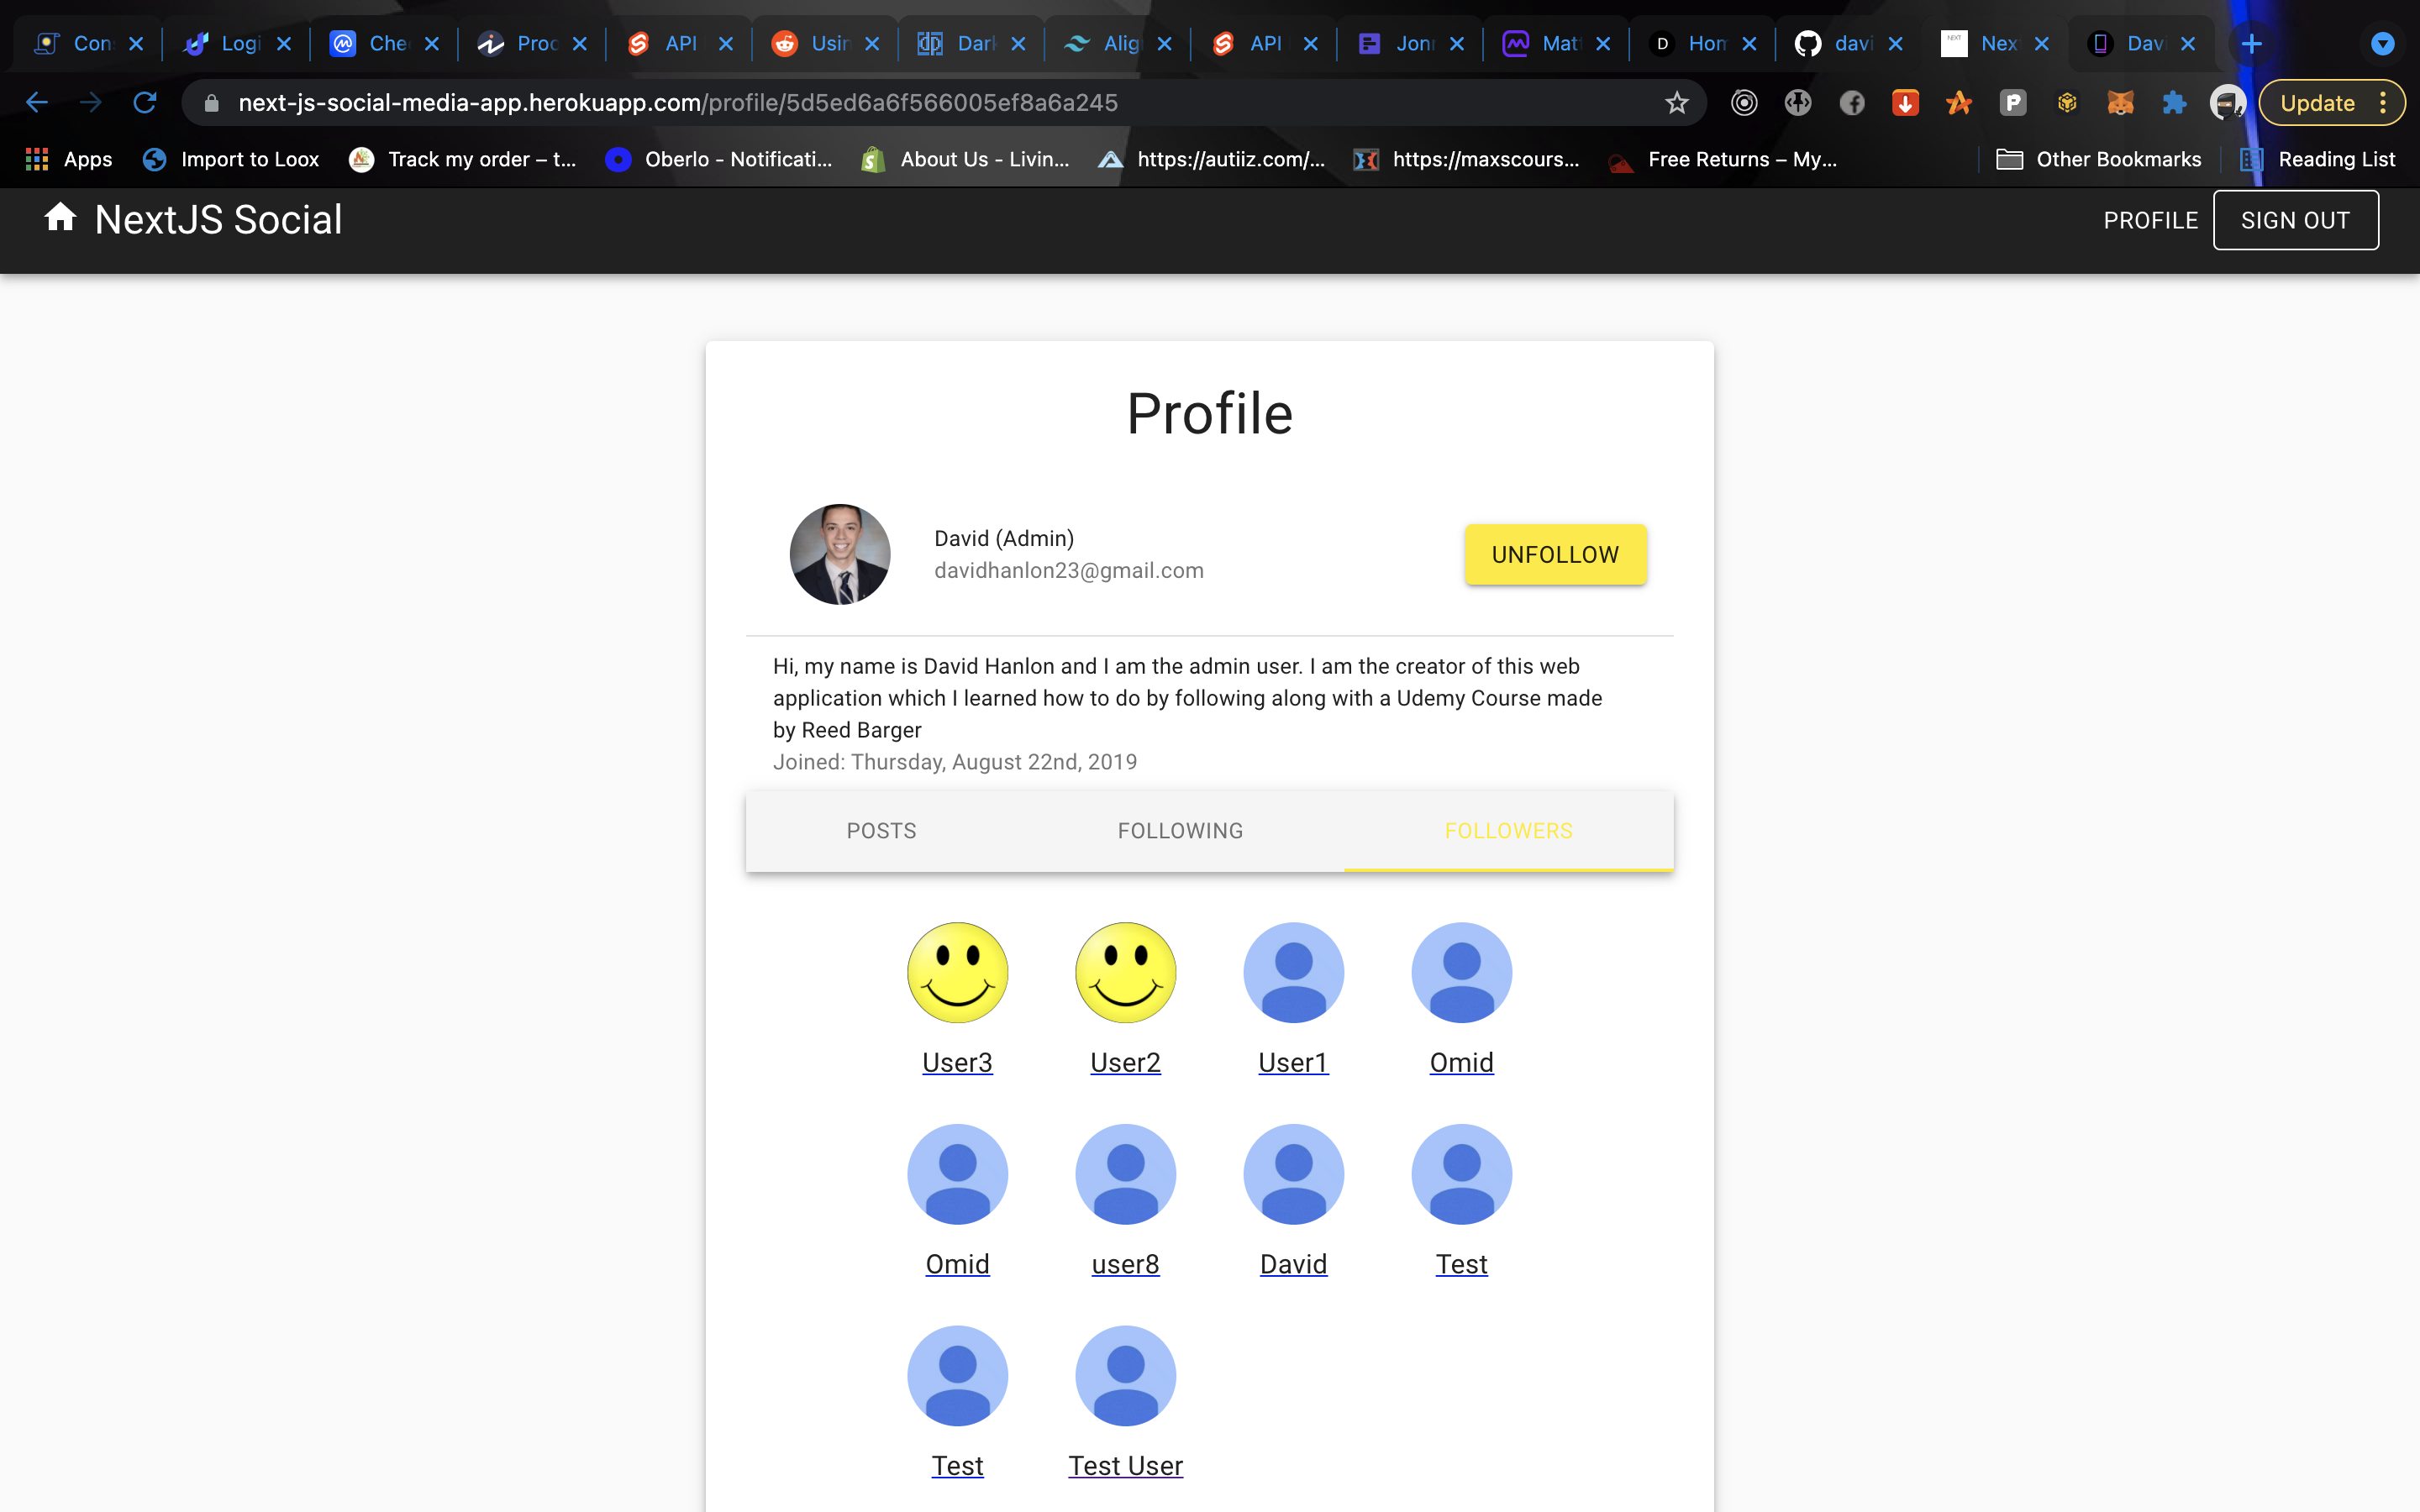 Con Logi Che Proc API Usin Dark Alig API Jonr Matt Hom davi Nex Davi
next-js-social-media-app.herokuapp.com/profile/5d5ed6a6f566005ef8a6a245 Update
Apps Import to Loox Track my order – t... Oberlo - Notificati... About Us - Livin... https://autiiz.com/... https://maxscours... Free Returns – My... Other Bookmarks Reading List
NextJS Social PROFILE SIGN OUT
Profile
David (Admin)
davidhanlon23@gmail.com
UNFOLLOW
Hi, my name is David Hanlon and I am the admin user. I am the creator of this web
application which I learned how to do by following along with a Udemy Course made
by Reed Barger
Joined: Thursday, August 22nd, 2019
POSTS FOLLOWING FOLLOWERS
User3 User2 User1 Omid
Omid user8 David Test
Test Test User